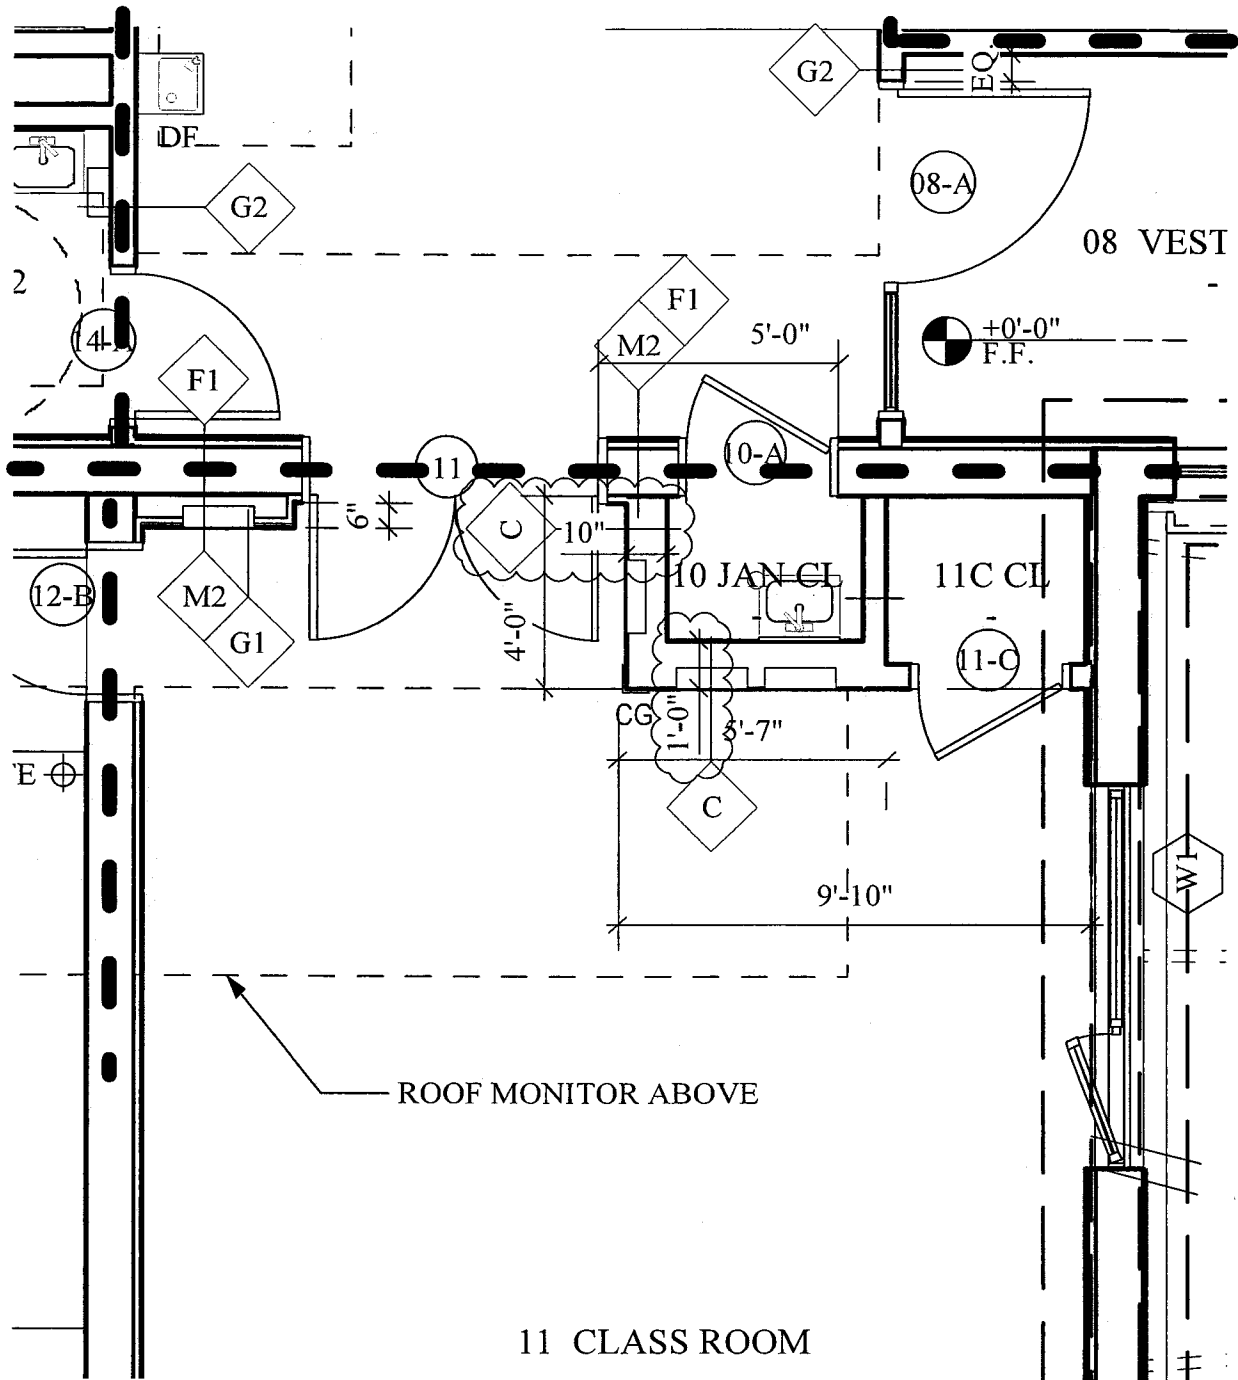 G2
EQ.
DF
08-A
G2
08 VEST
2
F1
14-A
M2
5'-0"
+0'-0"
F.F.
F1
11
10-A
6"
C
10"
12-B
M2
10 JAN CL
11C CL
G1
4'-0"
11-C
CG
1'-0"
5'-7"
'E
C
W1
9'-10"
ROOF MONITOR ABOVE
11 CLASS ROOM